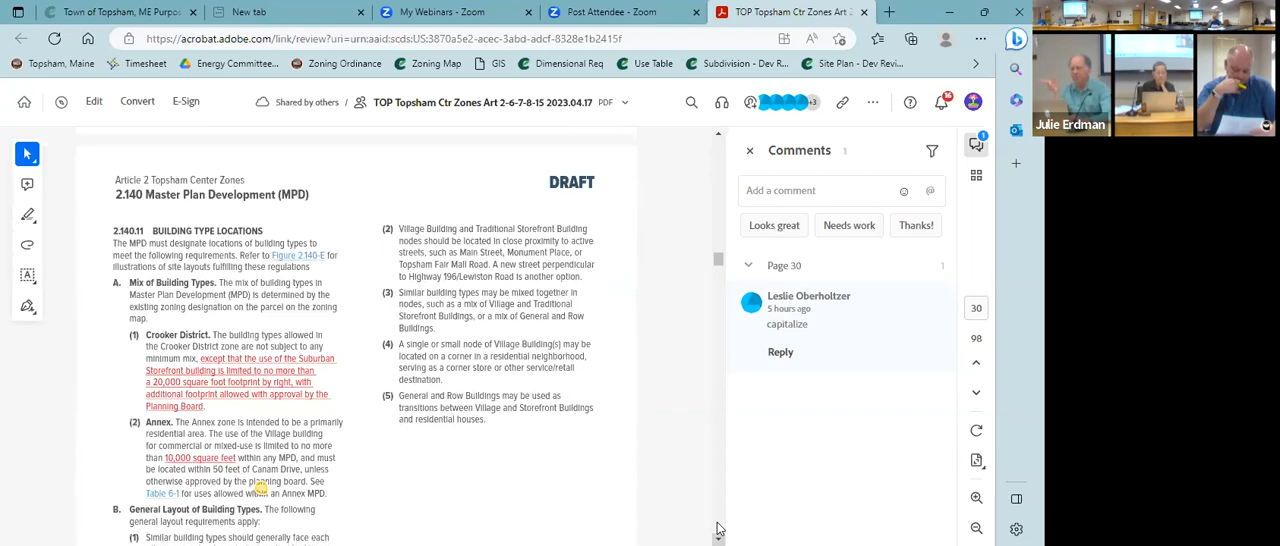 Town of Topsham, ME Purpo
New tab
My Webinars - Zoom
Post Attendee - Zoom
TOP Topsham Ctr Zones Art 2
https://acrobat.adobe.com/link/review?uri=urn:aaid:scds:US:3870a5e2-acec-3abd-adcf-8328e1b2415f
Topsham, Maine
Timesheet
Energy Committee...
Zoning Ordinance
Zoning Map
GIS
Dimensional Req
Use Table
Subdivision - Dev R...
Site Plan - Dev Revi...
Edit
Convert
E-Sign
Shared by others /
TOP Topsham Ctr Zones Art 2-6-7-8-15 2023.04.17 PDF
+3
16
Julie Erdman
Article 2 Topsham Center Zones
2.140 Master Plan Development (MPD)
DRAFT
2.140.11 BUILDING TYPE LOCATIONS
The MPD must designate locations of building types to
meet the following requirements. Refer to Figure 2.140-E for
illustrations of site layouts fulfilling these regulations
A. Mix of Building Types. The mix of building types in
Master Plan Development (MPD) is determined by the
existing zoning designation on the parcel on the zoning
map.
(1) Crooker District. The building types allowed in
the Crooker District zone are not subject to any
minimum mix, except that the use of the Suburban
Storefront building is limited to no more than
a 20,000 square foot footprint by right, with
additional footprint allowed with approval by the
Planning Board.
(2) Annex. The Annex zone is intended to be a primarily
residential area. The use of the Village building
for commercial or mixed-use is limited to no more
than 10,000 square feet within any MPD, and must
be located within 50 feet of Canam Drive, unless
otherwise approved by the planning board. See
Table 6-1 for uses allowed within an Annex MPD.
B. General Layout of Building Types. The following
general layout requirements apply:
(1) Similar building types should generally face each
(2) Village Building and Traditional Storefront Building
nodes should be located in close proximity to active
streets, such as Main Street, Monument Place, or
Topsham Fair Mall Road. A new street perpendicular
to Highway 196/Lewiston Road is another option.
(3) Similar building types may be mixed together in
nodes, such as a mix of Village and Traditional
Storefront Buildings, or a mix of General and Row
Buildings.
(4) A single or small node of Village Building(s) may be
located on a corner in a residential neighborhood,
serving as a corner store or other service/retail
destination.
(5) General and Row Buildings may be used as
transitions between Village and Storefront Buildings
and residential houses.
Comments 1
Add a comment
Looks great
Needs work
Thanks!
Page 30
1
Leslie Oberholtzer
5 hours ago
capitalize
Reply
1
30
98